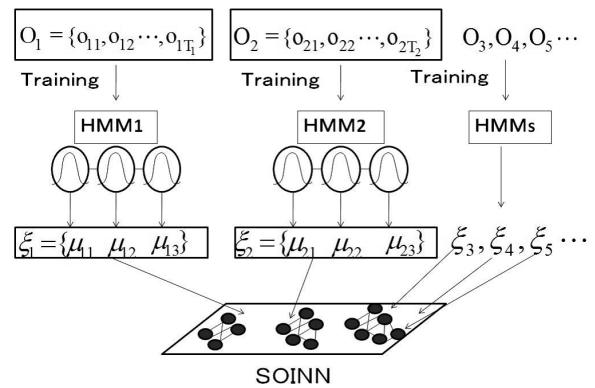 O₁ = {o₁₁, o₁₂ ⋯, o₁T₁}
O₂ = {o₂₁, o₂₂ ⋯, o₂T₂}
O₃, O₄, O₅ ⋯
Training
Training
Training
HMM1
HMM2
HMMs
ξ₁ = {μ₁₁ μ₁₂ μ₁₃}
ξ₂ = {μ₂₁ μ₂₂ μ₂₃}
ξ₃, ξ₄, ξ₅ ⋯
SOINN